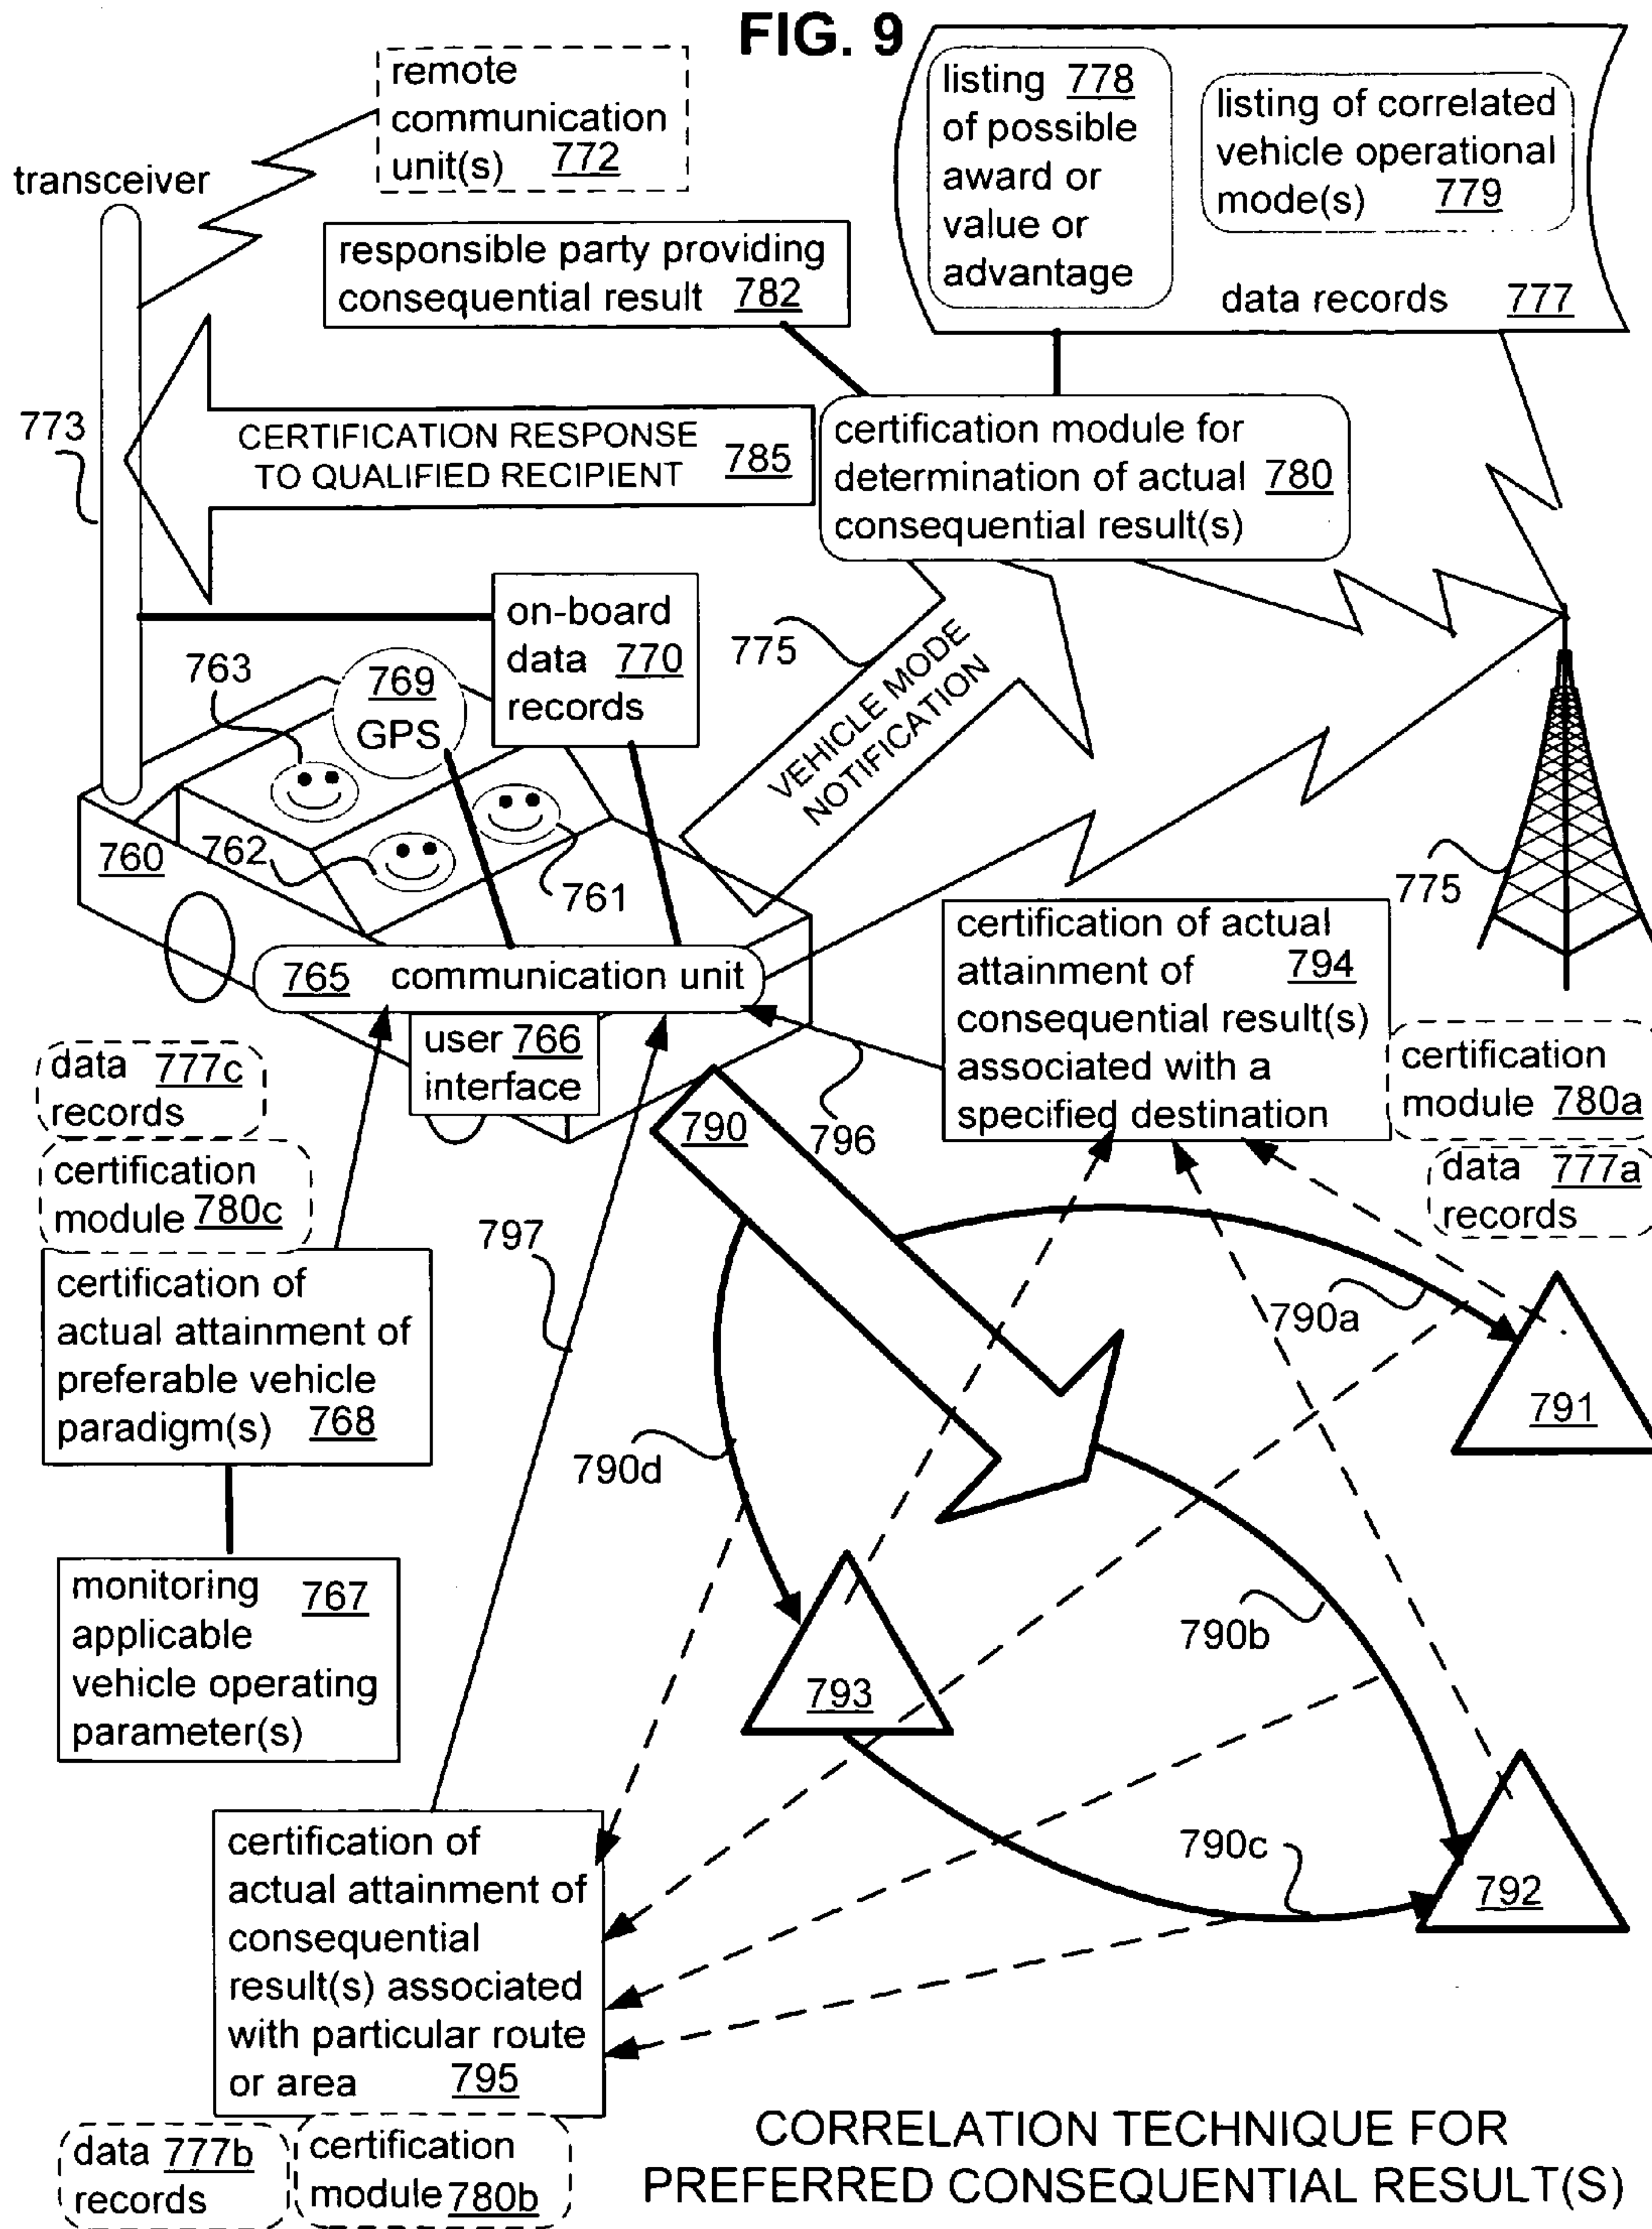 FIG. 9
remote
communication
unit(s) 772
listing 778
of possible
award or
value or
advantage
listing of correlated
vehicle operational
mode(s) 779
data records 777
transceiver
responsible party providing
consequential result 782
773
CERTIFICATION RESPONSE
TO QUALIFIED RECIPIENT 785
certification module for
determination of actual 780
consequential result(s)
on-board
data 770
records
775
VEHICLE MODE
NOTIFICATION
763
769
GPS
760
762
761
775
765 communication unit
user 766
interface
certification of actual
attainment of 794
consequential result(s)
associated with a
specified destination
certification
module 780a
data 777a
records
data 777c
records
certification
module 780c
790
796
797
certification of
actual attainment of
preferable vehicle
paradigm(s) 768
790a
791
790d
monitoring 767
applicable
vehicle operating
parameter(s)
790b
793
790c
792
certification of
actual attainment of
consequential
result(s) associated
with particular route
or area 795
data 777b
records
certification
module 780b
CORRELATION TECHNIQUE FOR
PREFERRED CONSEQUENTIAL RESULT(S)